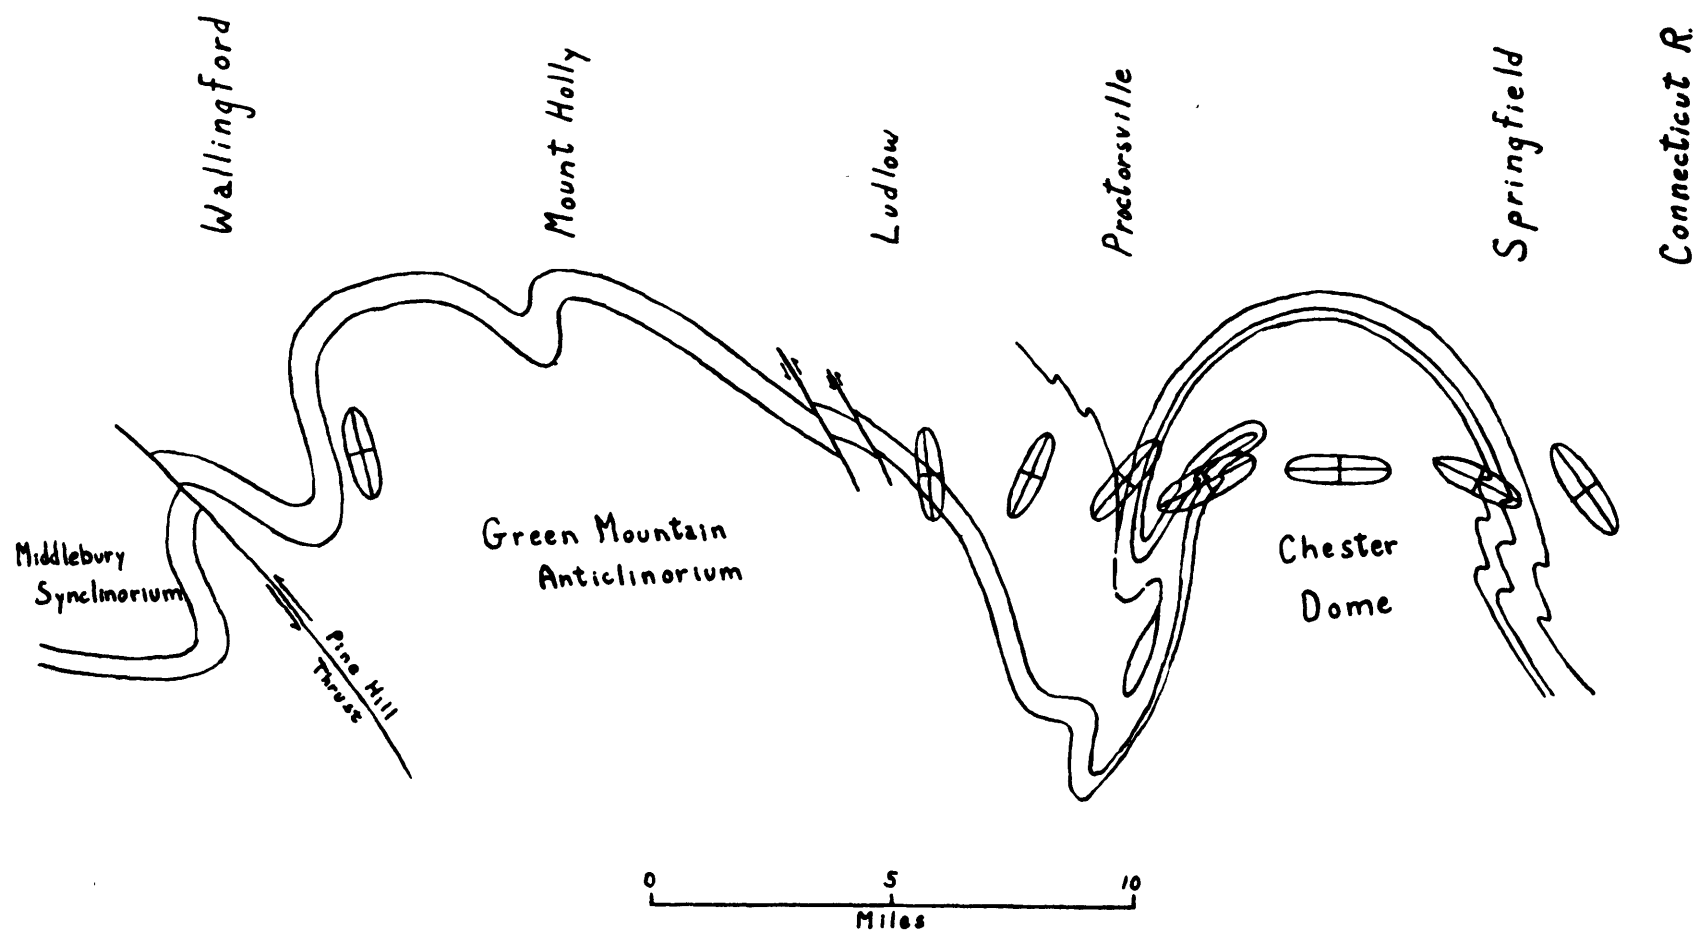 Wallingford
Mount Holly
Ludlow
Proctorsville
Springfield
Connecticut R.
Middlebury
Synclinorium
Green Mountain
Anticlinorium
Chester
Dome
Pine Hill
Thrust
0 5 10
Miles